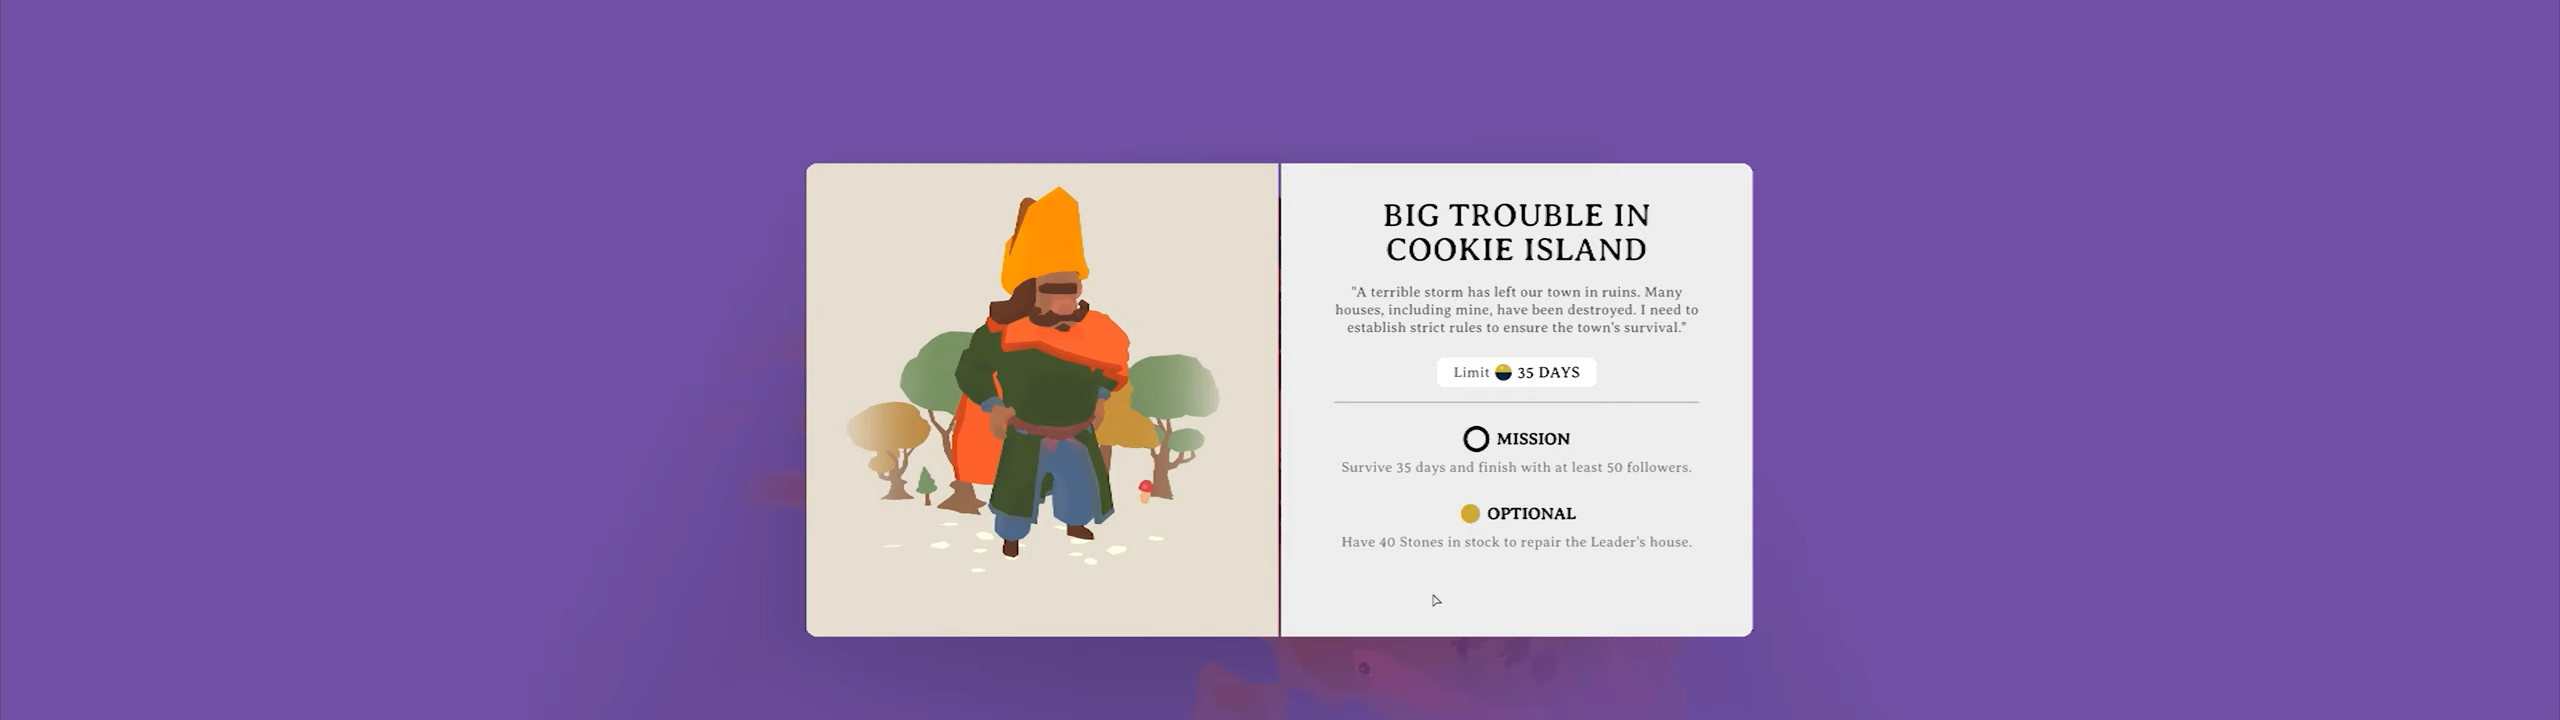 BIG TROUBLE IN
COOKIE ISLAND
"A terrible storm has left our town in ruins. Many
houses, including mine, have been destroyed. I need to
establish strict rules to ensure the town's survival."
Limit 35 DAYS
MISSION
Survive 35 days and finish with at least 50 followers.
OPTIONAL
Have 40 Stones in stock to repair the Leader's house.